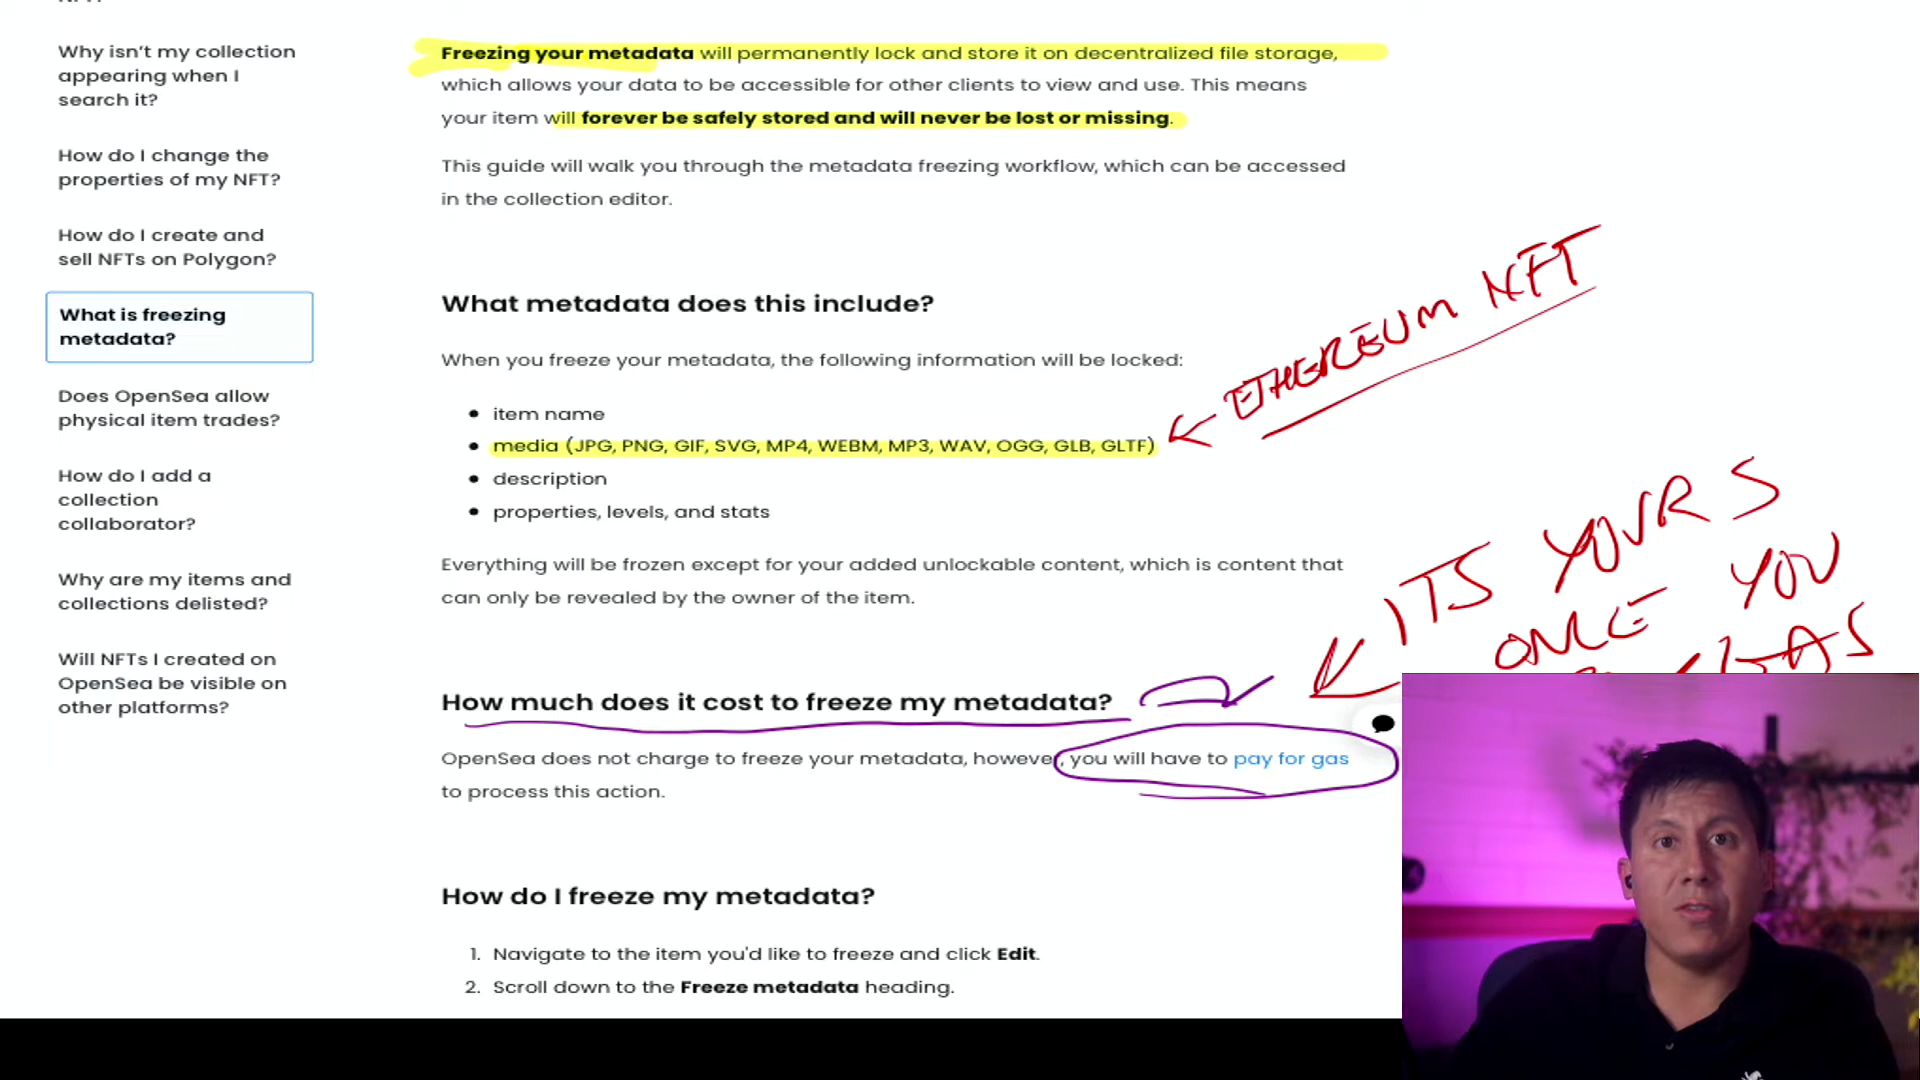 Why isn't my collection
appearing when I
search it?
How do I change the
properties of my NFT?
How do I create and
sell NFTs on Polygon?
What is freezing
metadata?
Does OpenSea allow
physical item trades?
How do I add a
collection
collaborator?
Why are my items and
collections delisted?
Will NFTs I created on
OpenSea be visible on
other platforms?
Freezing your metadata will permanently lock and store it on decentralized file storage,
which allows your data to be accessible for other clients to view and use. This means
your item will forever be safely stored and will never be lost or missing.
This guide will walk you through the metadata freezing workflow, which can be accessed
in the collection editor.
What metadata does this include?
When you freeze your metadata, the following information will be locked:
• item name
• media (JPG, PNG, GIF, SVG, MP4, WEBM, MP3, WAV, OGG, GLB, GLTF)
• description
• properties, levels, and stats
Everything will be frozen except for your added unlockable content, which is content that
can only be revealed by the owner of the item.
How much does it cost to freeze my metadata?
OpenSea does not charge to freeze your metadata, however, you will have to pay for gas
to process this action.
How do I freeze my metadata?
1. Navigate to the item you'd like to freeze and click Edit.
2. Scroll down to the Freeze metadata heading.
ETHEREUM NFT
ITS YOURS
ONCE YOU
GAS